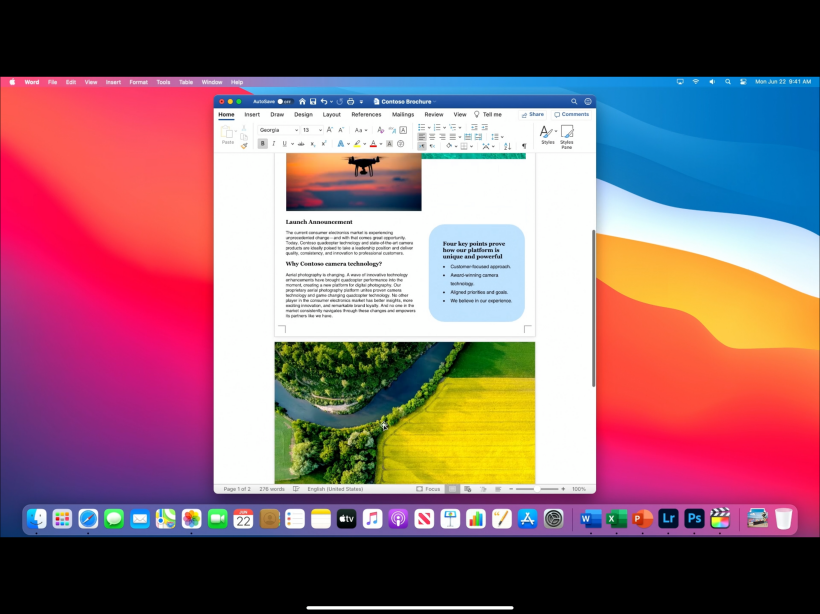 Word File Edit View Insert Format Tools Table Window Help
Mon Jun 22 9:41 AM
AutoSave OFF
Contoso Brochure
Home Insert Draw Design Layout References Mailings Review View Tell me
Share Comments
Georgia 13
Paste
Styles
Styles Pane
Launch Announcement
The current consumer electronics market is experiencing
unprecedented change—and with that comes great opportunity.
Today, Contoso quadcopter technology and state-of-the-art camera
products are ideally poised to take a leadership position and deliver
quality, consistency, and innovation to professional customers.
Why Contoso camera technology?
Aerial photography is changing. A wave of innovative technology
enhancements have brought quadcopter performance into the
moment, creating a new platform for digital photography. Our
proprietary aerial photography platform unites proven camera
technology and game changing quadcopter technology. No other
player in the consumer electronics market has better insights, more
exciting innovation, and remarkable brand loyalty. And no one in the
market consistently navigates through these changes and empowers
its partners like we have.
Four key points prove
how our platform is
unique and powerful
• Customer-focused approach.
• Award-winning camera
technology.
• Aligned priorities and goals.
• We believe in our experience.
Page 1 of 2 276 words English (United States)
Focus
100%
JUN
22
tv
W
X
P
Lr
Ps